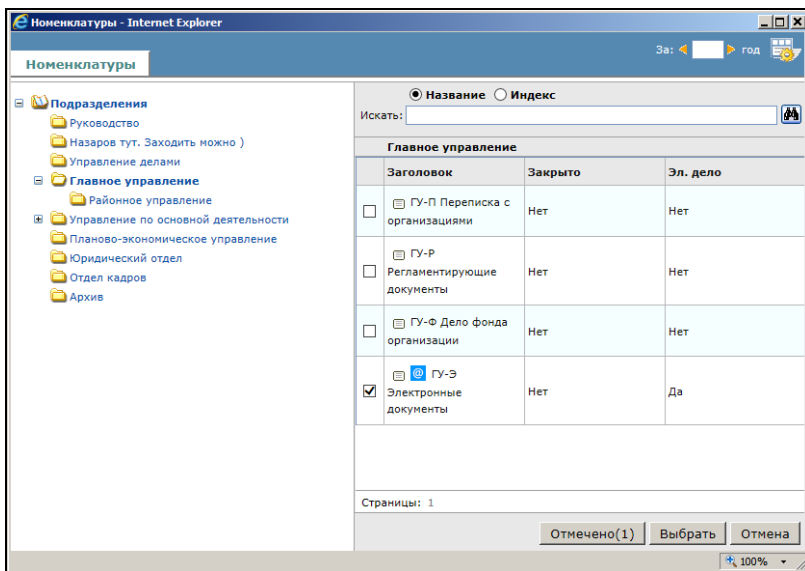 Номенклатуры - Internet Explorer
За: год
Номенклатуры
Подразделения
Руководство
Назаров тут. Заходить можно )
Управление делами
Главное управление
Районное управление
Управление по основной деятельности
Планово-экономическое управление
Юридический отдел
Отдел кадров
Архив
Название Индекс
Искать:
Главное управление
Заголовок Закрыто Эл. дело
ГУ-П Переписка с
организациями
Нет Нет
ГУ-Р
Регламентирующие
документы
Нет Нет
ГУ-Ф Дело фонда
организации
Нет Нет
@ ГУ-Э
Электронные
документы
Нет Да
Страницы: 1
Отмечено(1) Выбрать Отмена
100%